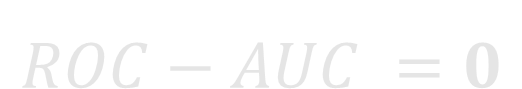 ROC − AUC = 0